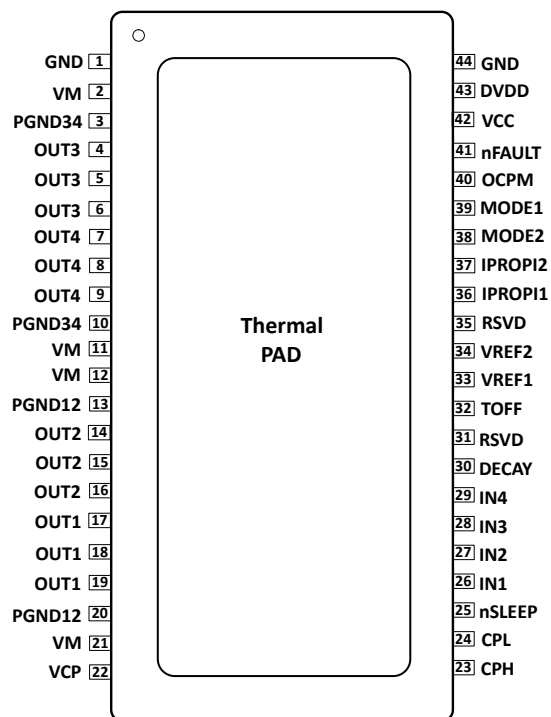 GND 1
VM 2
PGND34 3
OUT3 4
OUT3 5
OUT3 6
OUT4 7
OUT4 8
OUT4 9
PGND34 10
VM 11
VM 12
PGND12 13
OUT2 14
OUT2 15
OUT2 16
OUT1 17
OUT1 18
OUT1 19
PGND12 20
VM 21
VCP 22
Thermal
PAD
44 GND
43 DVDD
42 VCC
41 nFAULT
40 OCPM
39 MODE1
38 MODE2
37 IPROPI2
36 IPROPI1
35 RSVD
34 VREF2
33 VREF1
32 TOFF
31 RSVD
30 DECAY
29 IN4
28 IN3
27 IN2
26 IN1
25 nSLEEP
24 CPL
23 CPH